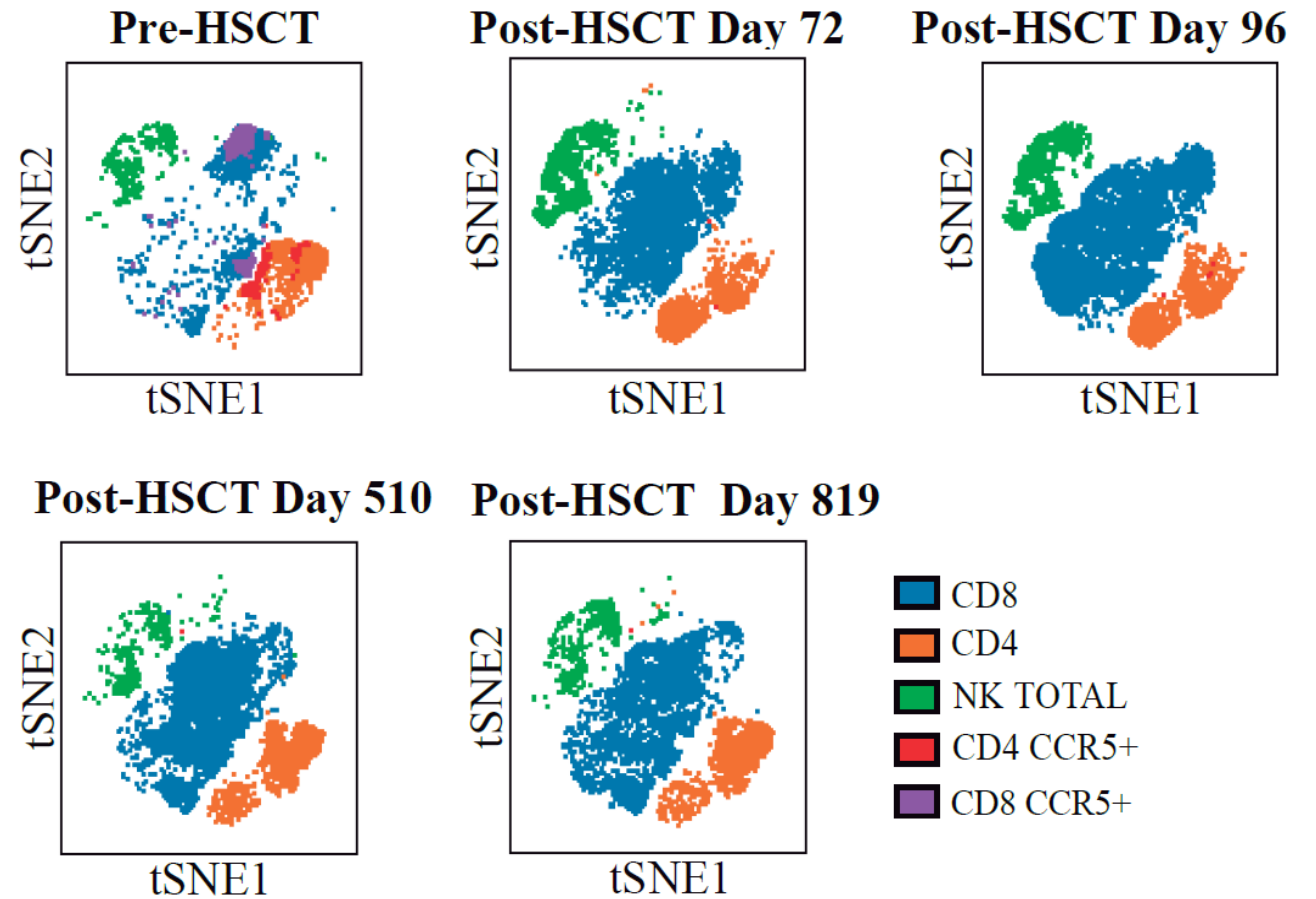 Pre-HSCT
Post-HSCT Day 72
Post-HSCT Day 96
tSNE2
tSNE2
tSNE2
tSNE1
tSNE1
tSNE1
Post-HSCT Day 510
Post-HSCT Day 819
tSNE2
tSNE2
CD8
CD4
NK TOTAL
CD4 CCR5+
CD8 CCR5+
tSNE1
tSNE1